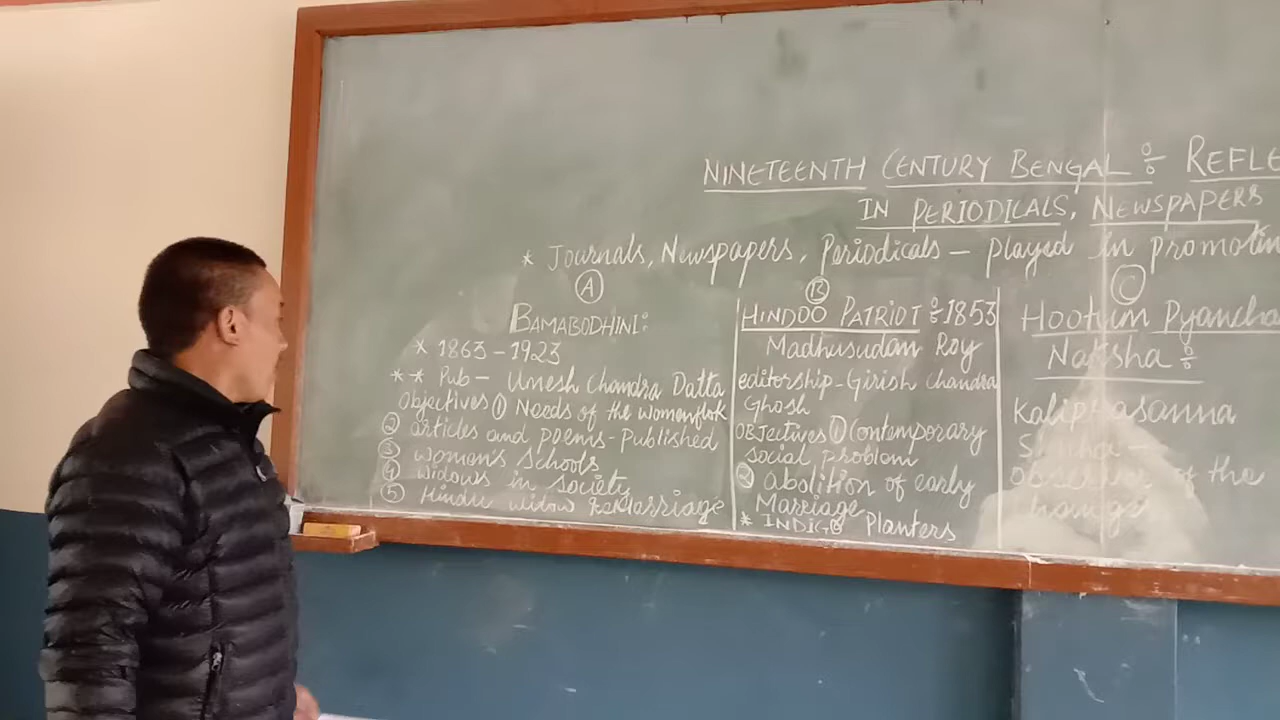 NINETEENTH CENTURY BENGAL ÷ REFLE
IN PERIODICALS, NEWSPAPERS
* Journals, Newspapers, Periodicals – played in promotin
A
BAMABODHINI:
* 1863 – 1923
* * Pub – Umesh Chandra Datta
Objectives ① Needs of the womenflok
② articles and poems - Published
③ women's Schools
④ widows in society
⑤ Hindu widow ReMarriage
B
HINDOO PATRIOT ÷ 1853
Madhusudan Roy
editorship - Girish Chandra
Ghosh
OBJectives ① Contemporary
social problem
② abolition of early
Marriage
* INDIGO Planters
C
Hootum Pyancha
Naksha ÷
Kaliprasanna
the